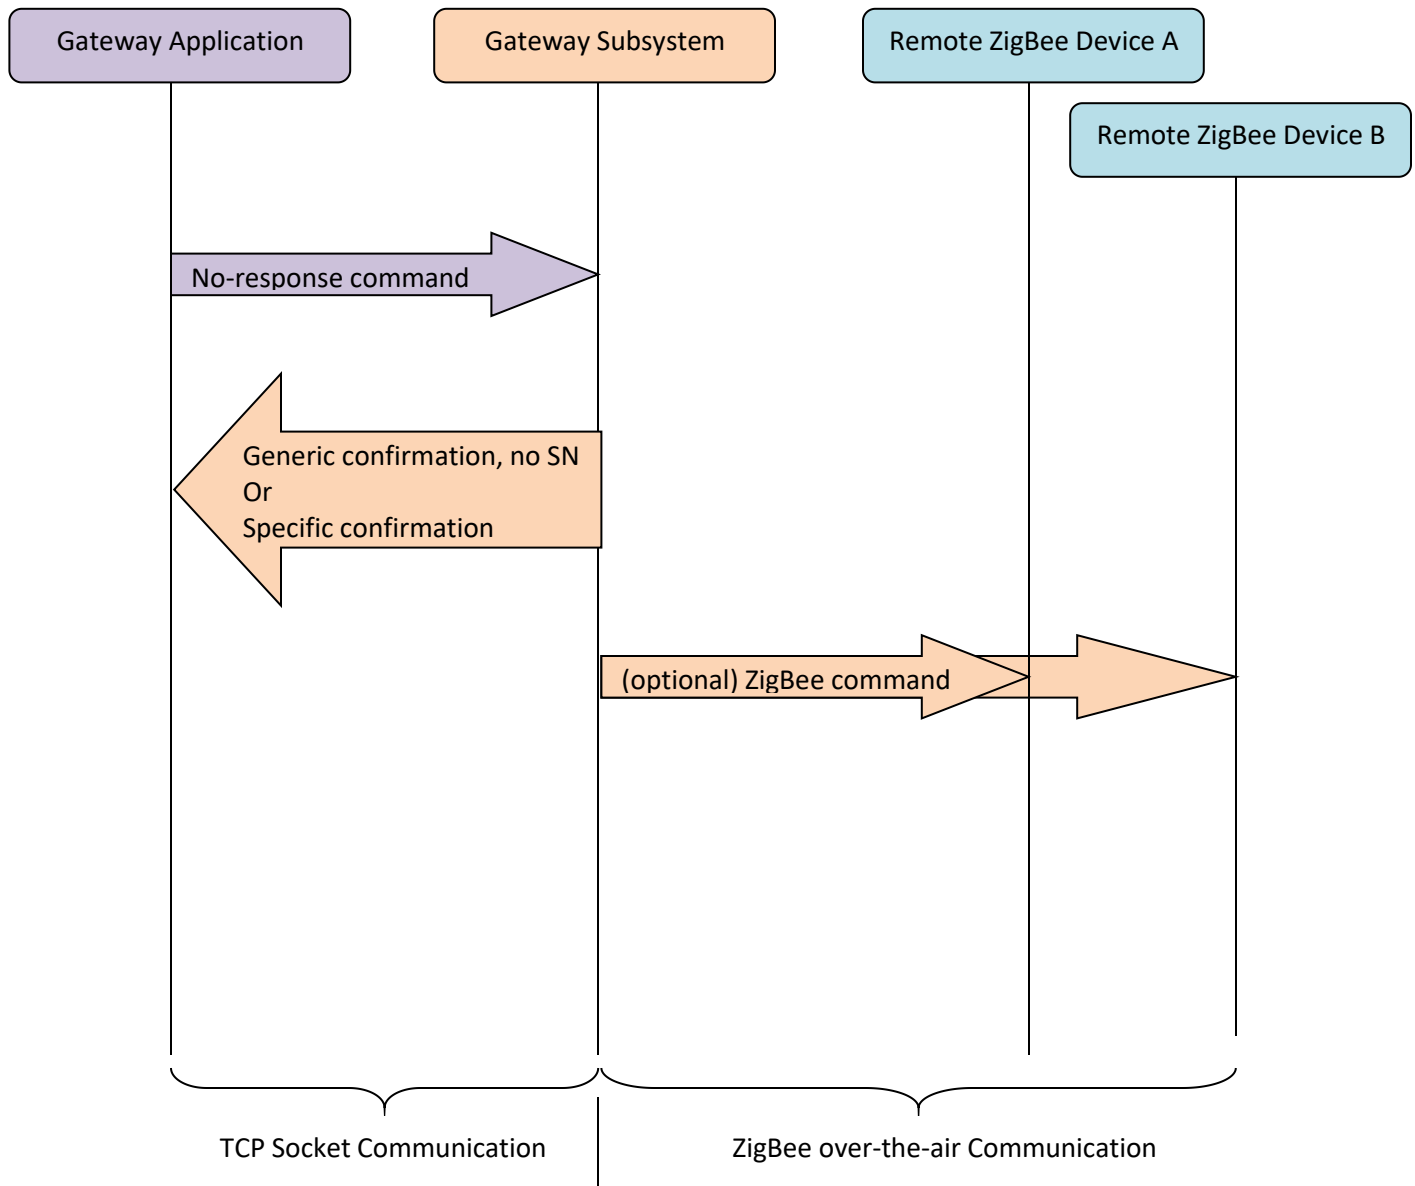 Gateway Application
Gateway Subsystem
Remote ZigBee Device A
Remote ZigBee Device B
No-response command
Generic confirmation, no SN
Or
Specific confirmation
(optional) ZigBee command
TCP Socket Communication
ZigBee over-the-air Communication